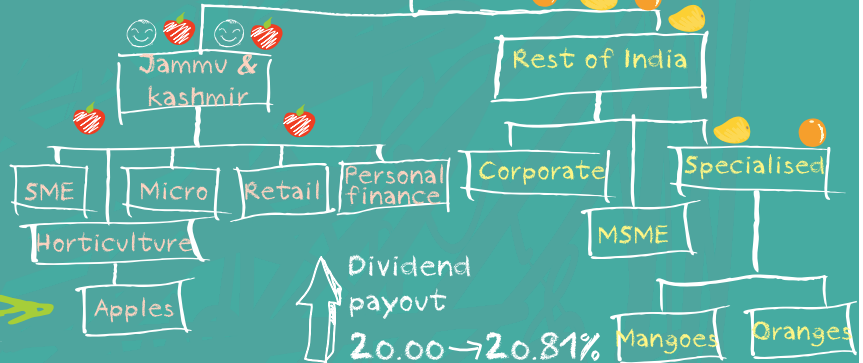 Jammu &
kashmir
Rest of India
SME
Micro
Retail
Personal
finance
Horticulture
Apples
Corporate
Specialised
MSME
Mangoes
Oranges
Dividend
payout
20.00→20.81%